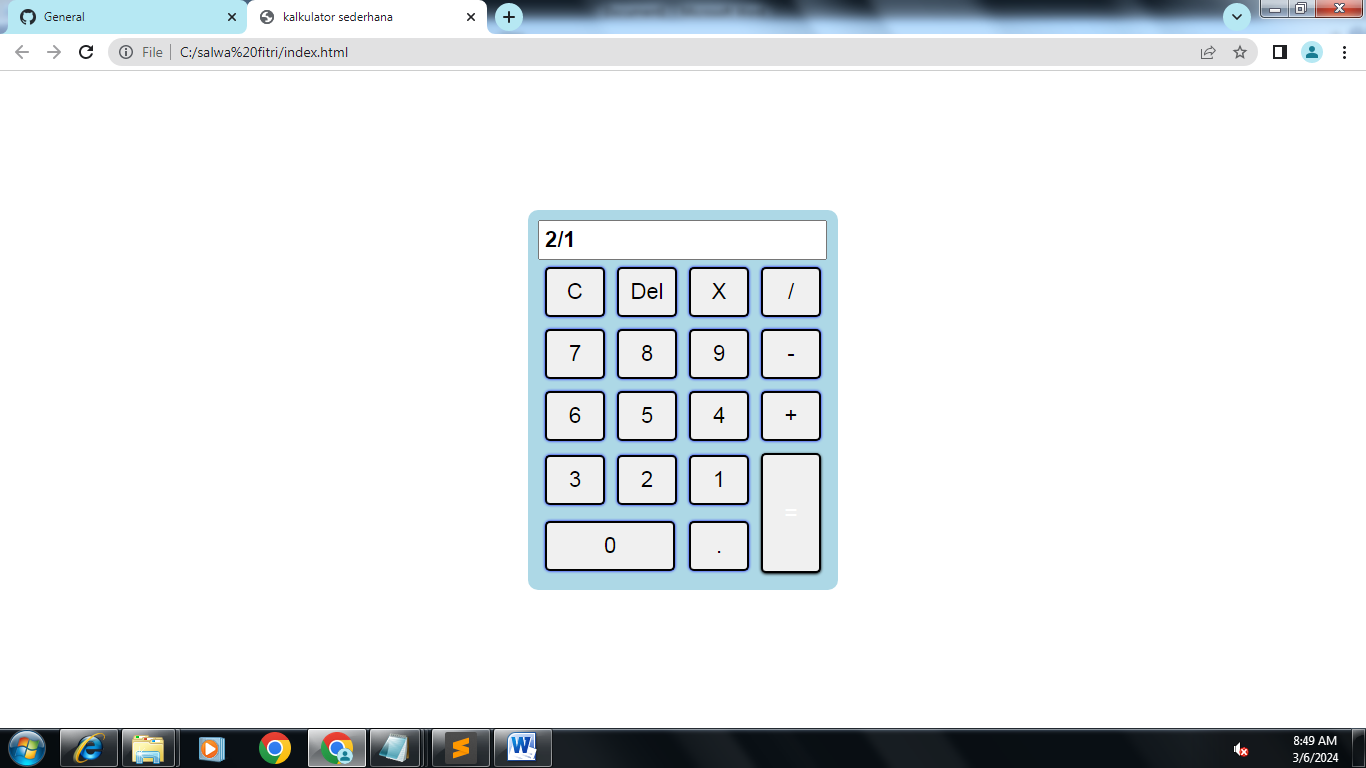 General
kalkulator sederhana
File
C:/salwa%20fitri/index.html
2/1
C Del X /
7 8 9 -
6 5 4 +
3 2 1
=
0 .
8:49 AM
3/6/2024